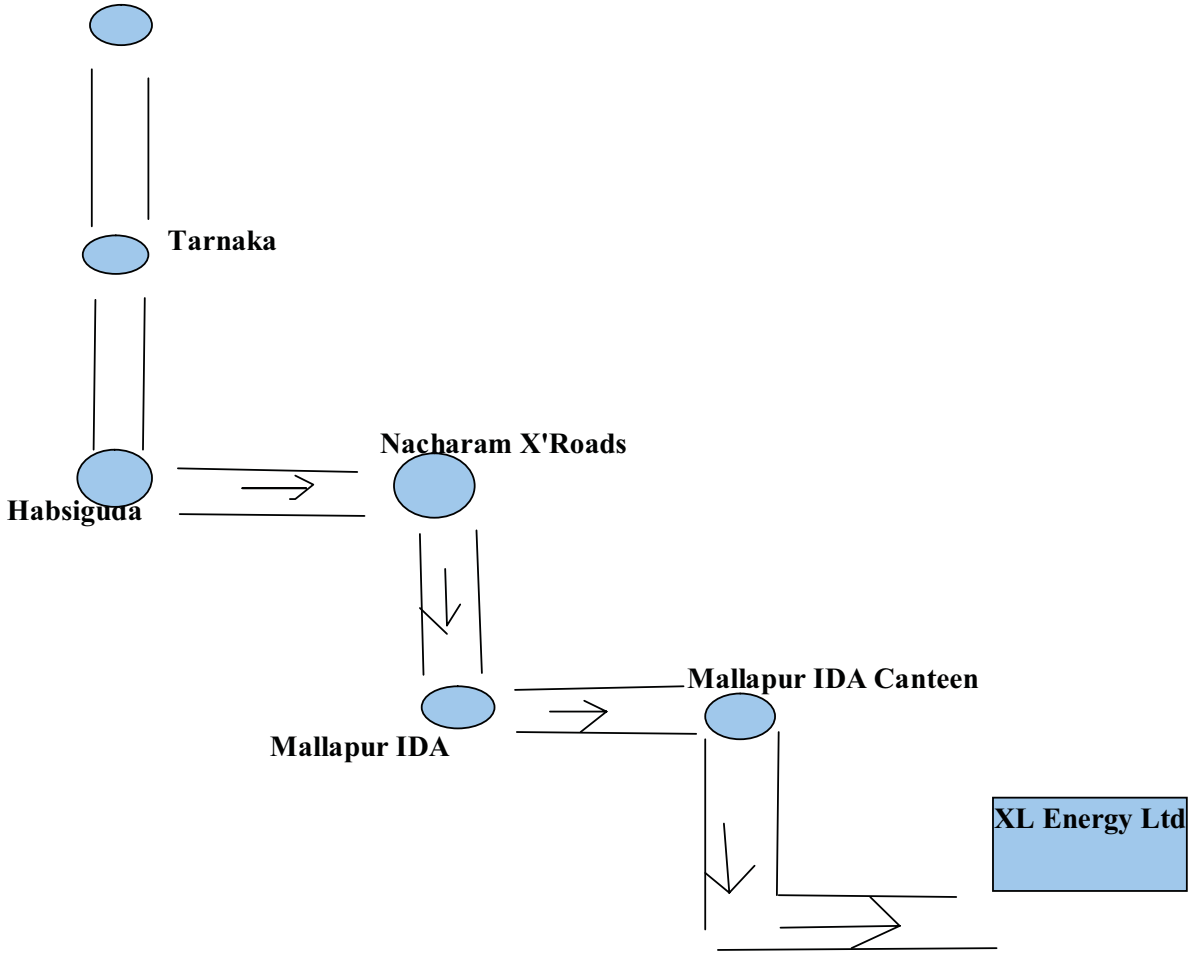 Tarnaka
Nacharam X'Roads
Habsiguda
Mallapur IDA Canteen
Mallapur IDA
XL Energy Ltd